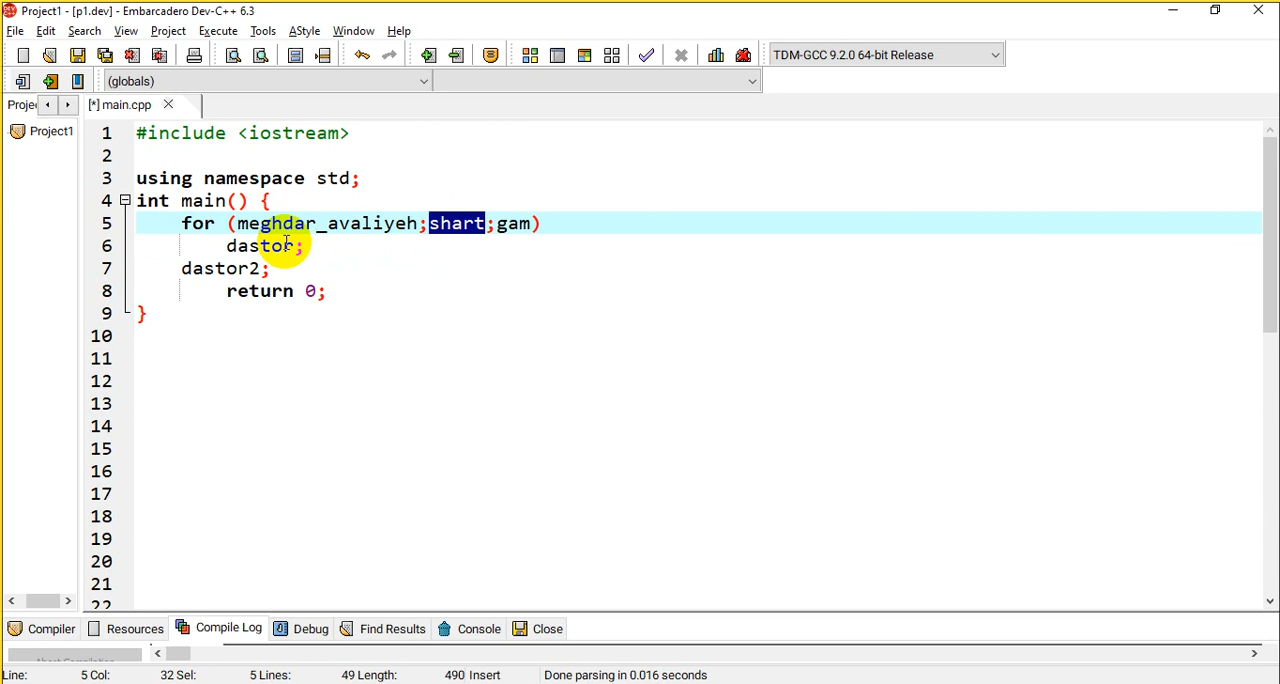 Project1 - [p1.dev] - Embarcadero Dev-C++ 6.3
File Edit Search View Project Execute Tools AStyle Window Help
TDM-GCC 9.2.0 64-bit Release
(globals)
Proje [*] main.cpp
Project1
1 #include <iostream>
2
3 using namespace std;
4 int main() {
5 for (meghdar_avaliyeh;shart;gam)
6 dastor;
7 dastor2;
8 return 0;
9 }
10
11
12
13
14
15
16
17
18
19
20
21
22
Compiler Resources Compile Log Debug Find Results Console Close
Abort Compilation
Line: 5 Col: 32 Sel: 5 Lines: 49 Length: 490 Insert Done parsing in 0.016 seconds